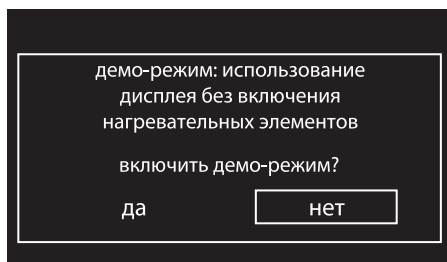 демо-режим: использование
дисплея без включения
нагревательных элементов
включить демо-режим?
да нет